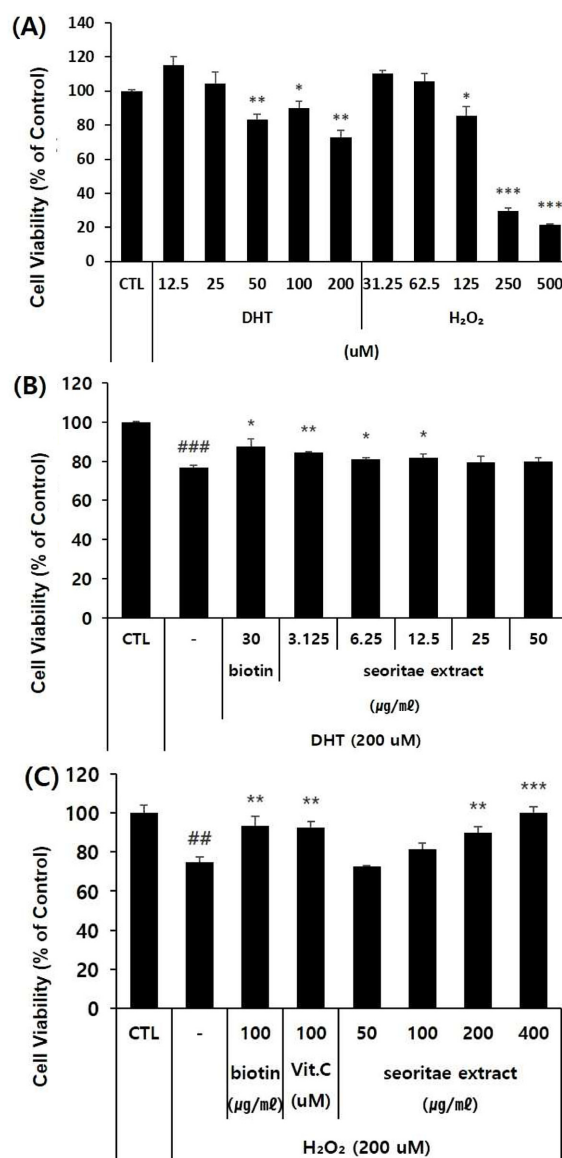 (A)
Cell Viability (% of Control)
140
120
100
80
60
40
20
0
** * ** * *** ***
CTL 12.5 25 50 100 200 31.25 62.5 125 250 500
DHT H₂O₂
(uM)
(B)
Cell Viability (% of Control)
120
100
80
60
40
20
0
### * ** * *
CTL - 30 3.125 6.25 12.5 25 50
biotin seoritae extract
(㎍/㎖)
DHT (200 uM)
(C)
Cell Viability (% of Control)
120
100
80
60
40
20
0
## ** ** ** ***
CTL - 100 100 50 100 200 400
biotin Vit.C seoritae extract
(㎍/㎖) (uM) (㎍/㎖)
H₂O₂ (200 uM)